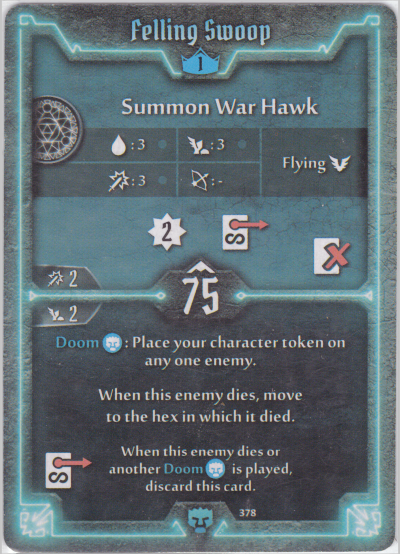 Felling Swoop
1
Summon War Hawk
: 3
: 3
Flying
: 3
: -
2
2
75
2
Doom : Place your character token on
any one enemy.
When this enemy dies, move
to the hex in which it died.
When this enemy dies or
another Doom is played,
discard this card.
378